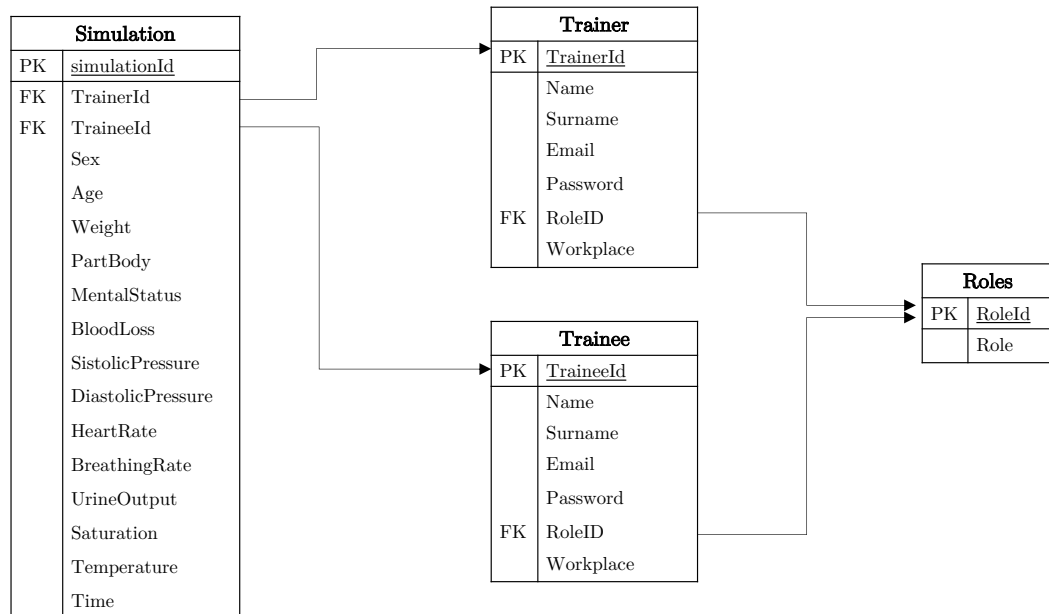 Simulation
PK simulationId
FK TrainerId
FK TraineeId
Sex
Age
Weight
PartBody
MentalStatus
BloodLoss
SistolicPressure
DiastolicPressure
HeartRate
BreathingRate
UrineOutput
Saturation
Temperature
Time
Trainer
PK TrainerId
Name
Surname
Email
Password
FK RoleID
Workplace
Trainee
PK TraineeId
Name
Surname
Email
Password
FK RoleID
Workplace
Roles
PK RoleId
Role